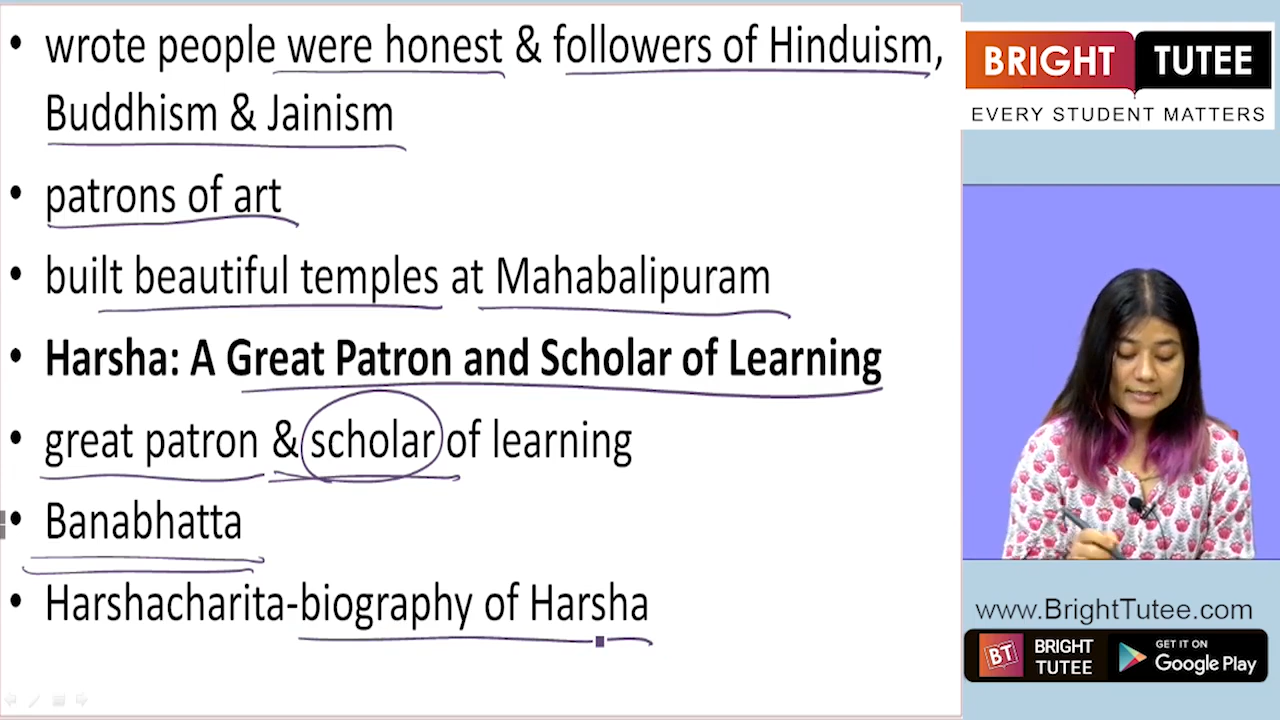 • wrote people were honest & followers of Hinduism,
Buddhism & Jainism
• patrons of art
• built beautiful temples at Mahabalipuram
• Harsha: A Great Patron and Scholar of Learning
• great patron & scholar of learning
• Banabhatta
• Harshacharita-biography of Harsha
BRIGHT TUTEE
EVERY STUDENT MATTERS
www.BrightTutee.com
BT BRIGHT TUTEE
GET IT ON
Google Play